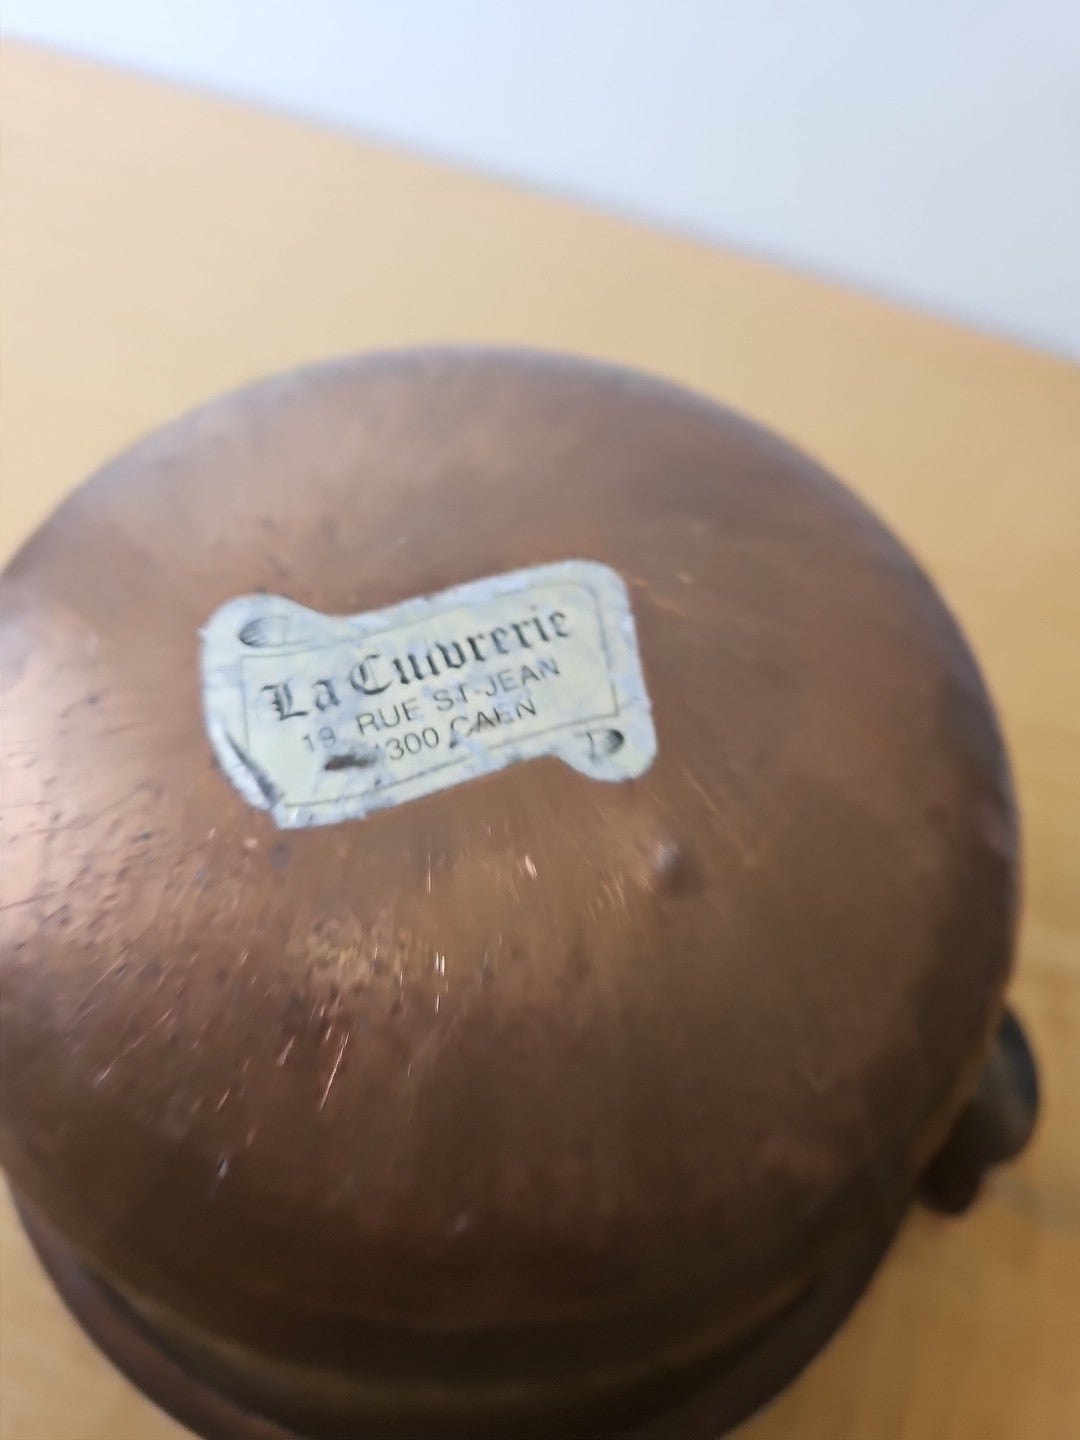 La Cuivrerie
19, RUE ST-JEAN
300 CAEN